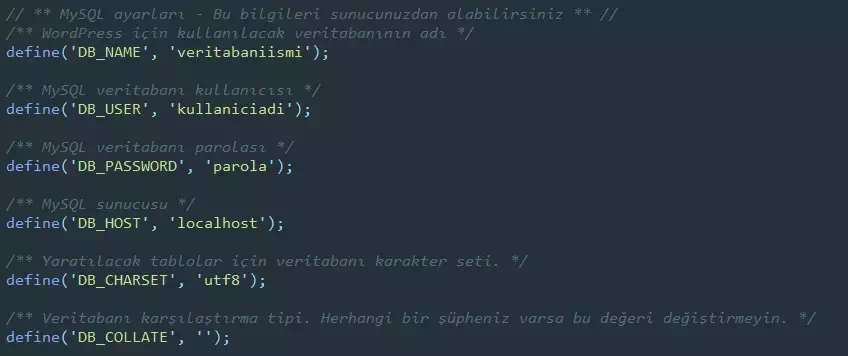 // ** MySQL ayarları - Bu bilgileri sunucunuzdan alabilirsiniz ** //
/** WordPress için kullanılacak veritabanının adı */
define('DB_NAME', 'veritabaniismi');
/** MySQL veritabanı kullanıcısı */
define('DB_USER', 'kullaniciadi');
/** MySQL veritabanı parolası */
define('DB_PASSWORD', 'parola');
/** MySQL sunucusu */
define('DB_HOST', 'localhost');
/** Yaratılacak tablolar için veritabanı karakter seti. */
define('DB_CHARSET', 'utf8');
/** Veritabanı karşılaştırma tipi. Herhangi bir şüpheniz varsa bu değeri değiştirmeyin. */
define('DB_COLLATE', '');